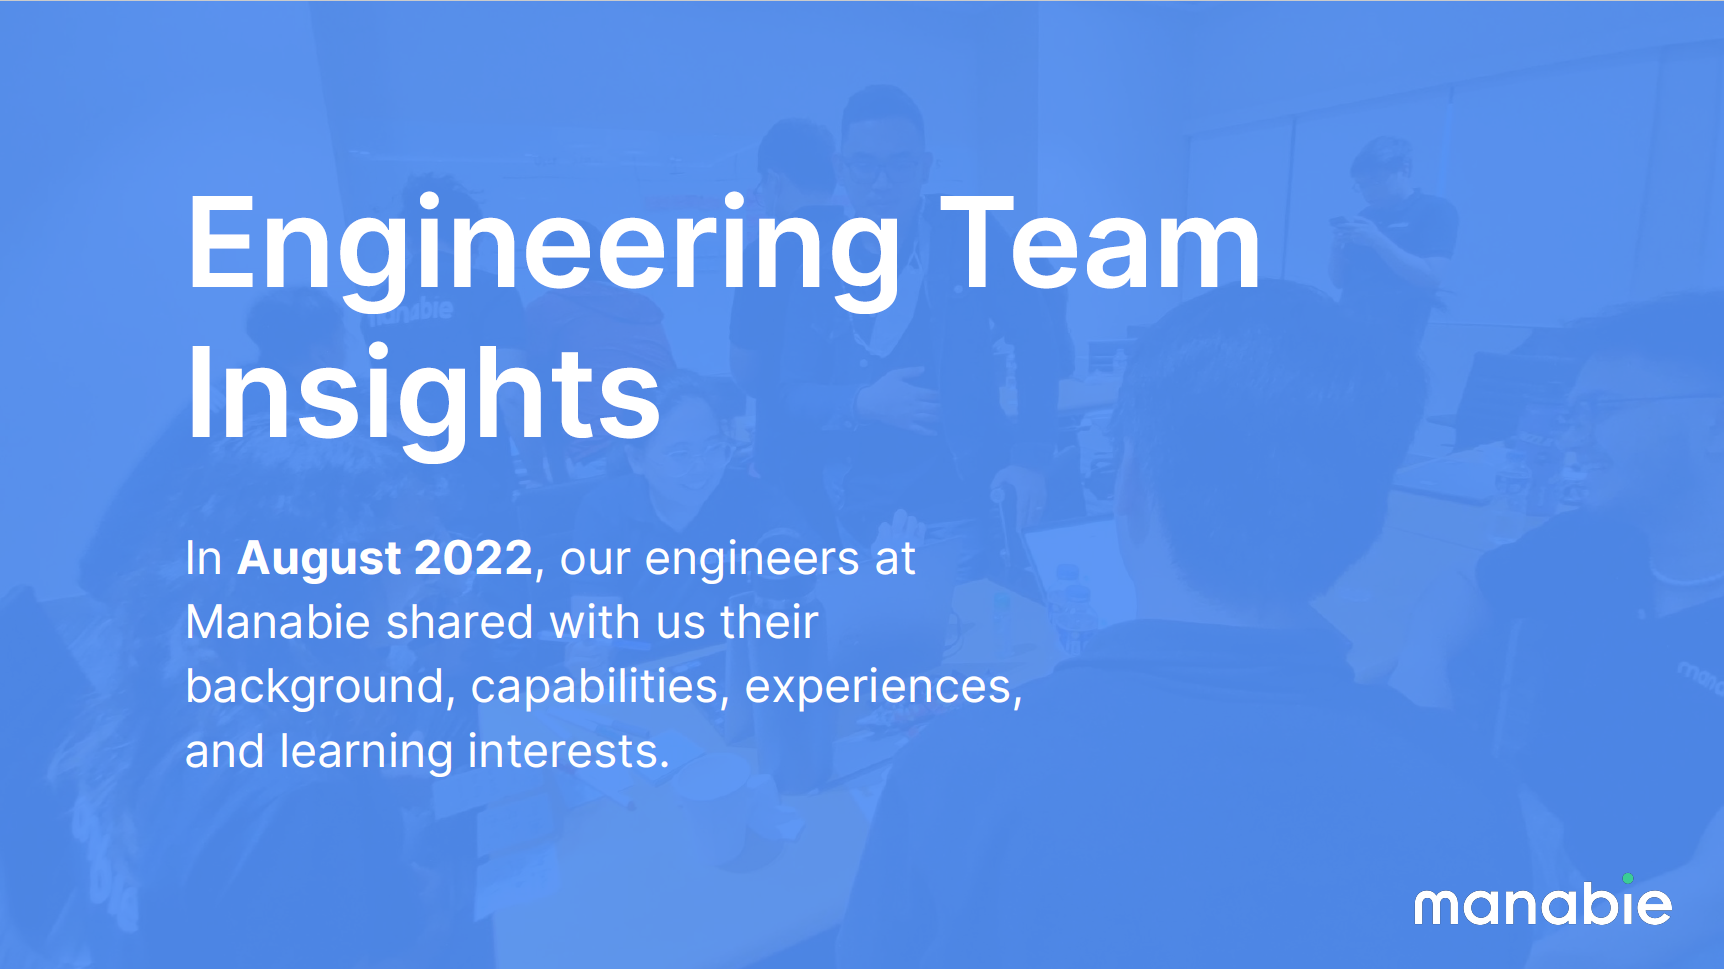 Engineering Team
Insights
manabie
In August 2022, our engineers at
Manabie shared with us their
background, capabilities, experiences,
and learning interests.
manabie